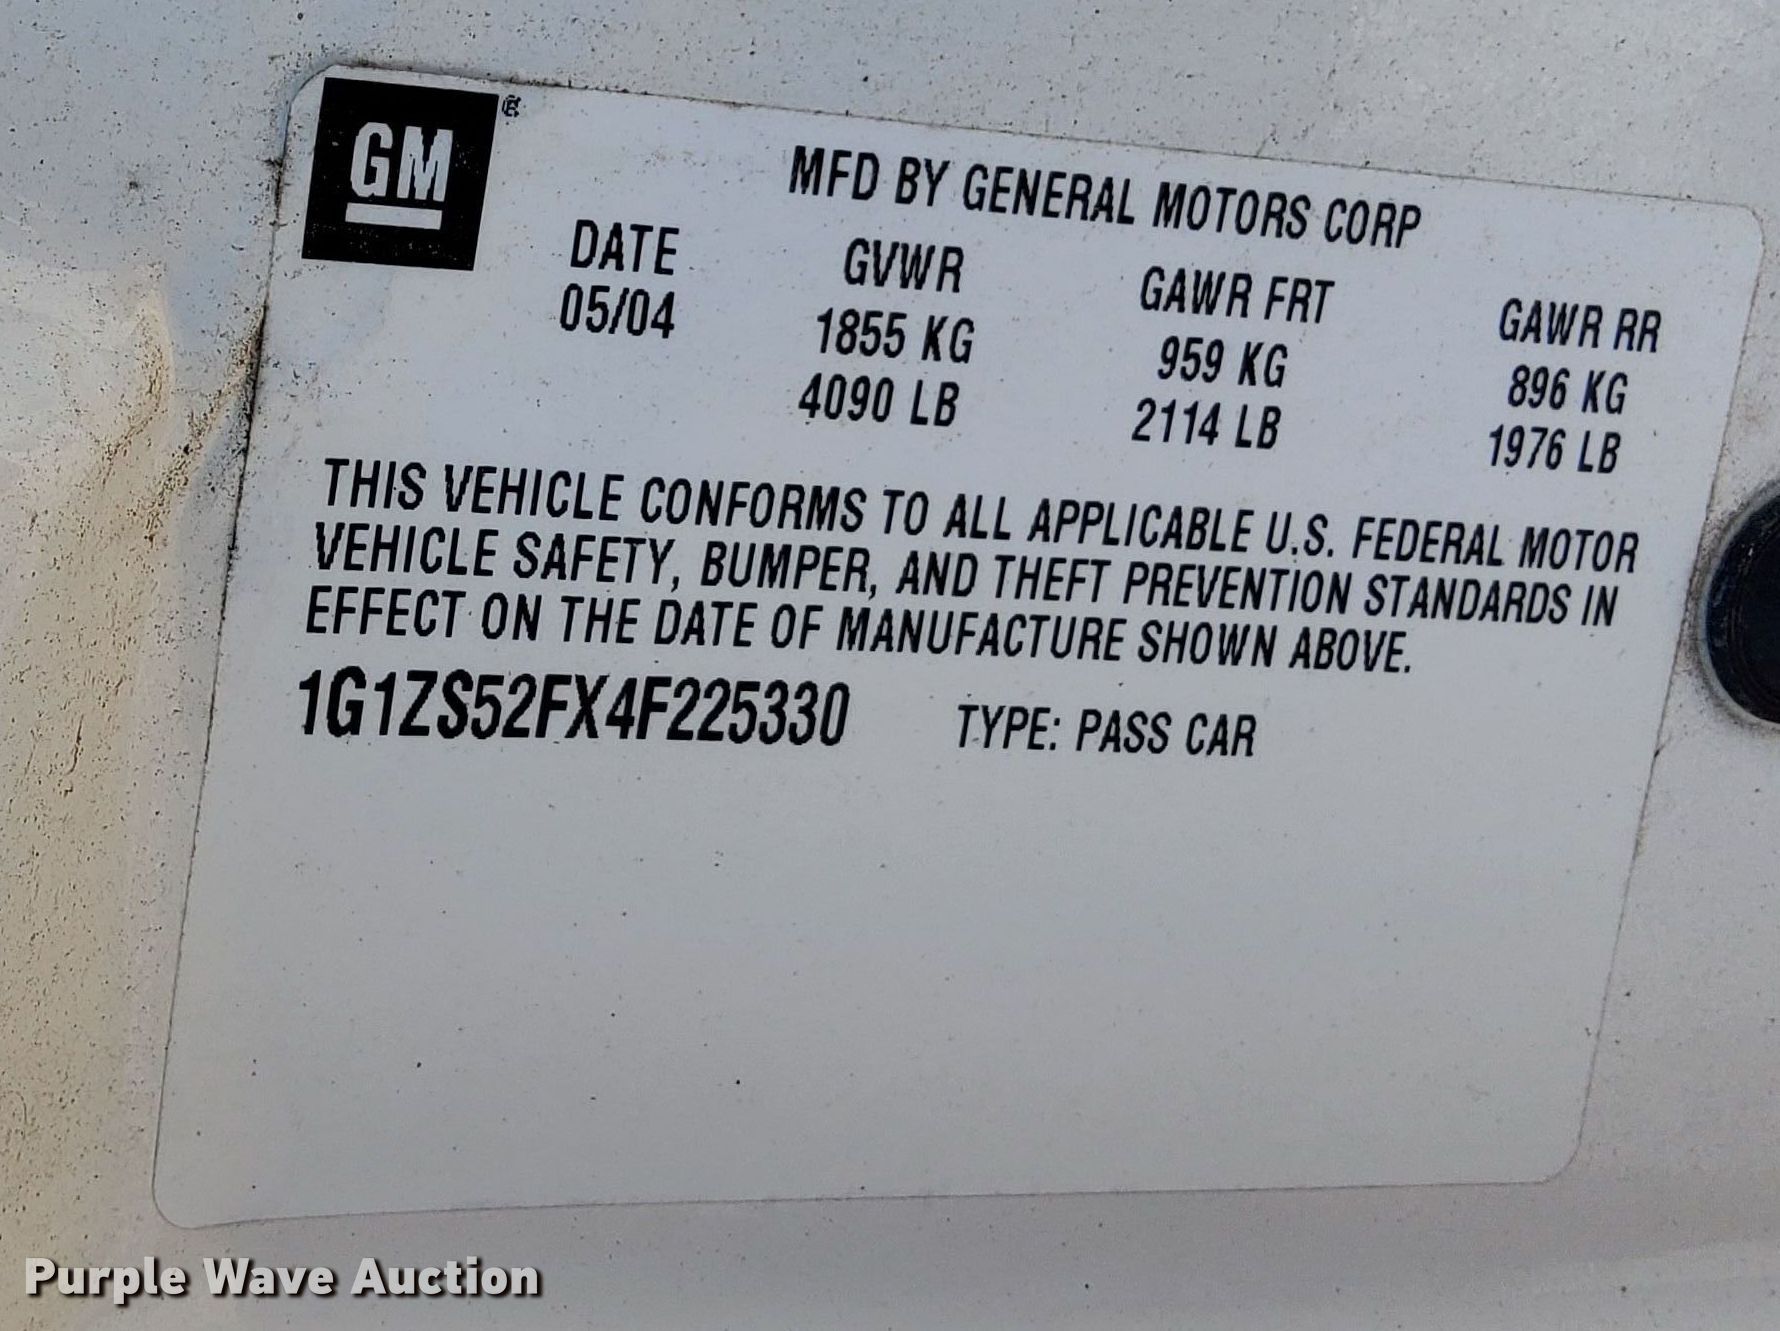 GM
MFD BY GENERAL MOTORS CORP
DATE GVWR GAWR FRT GAWR RR
05/04 1855 KG 959 KG 896 KG
4090 LB 2114 LB 1976 LB
THIS VEHICLE CONFORMS TO ALL APPLICABLE U.S. FEDERAL MOTOR
VEHICLE SAFETY, BUMPER, AND THEFT PREVENTION STANDARDS IN
EFFECT ON THE DATE OF MANUFACTURE SHOWN ABOVE.
1G1ZS52FX4F225330 TYPE: PASS CAR
Purple Wave Auction